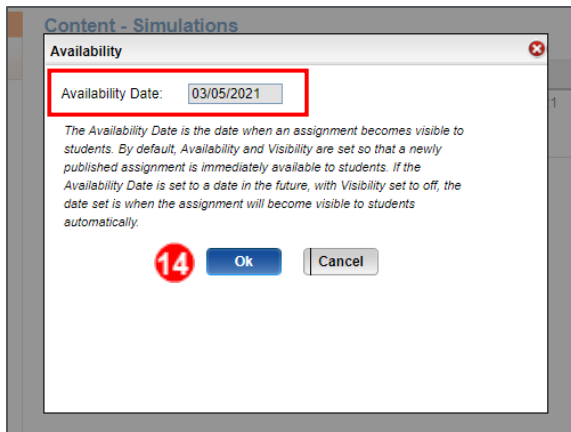 Content - Simulations
Availability
Availability Date: 03/05/2021
1
The Availability Date is the date when an assignment becomes visible to
students. By default, Availability and Visibility are set so that a newly
published assignment is immediately available to students. If the
Availability Date is set to a date in the future, with Visibility set to off, the
date set is when the assignment will become visible to students
automatically.
14 Ok Cancel